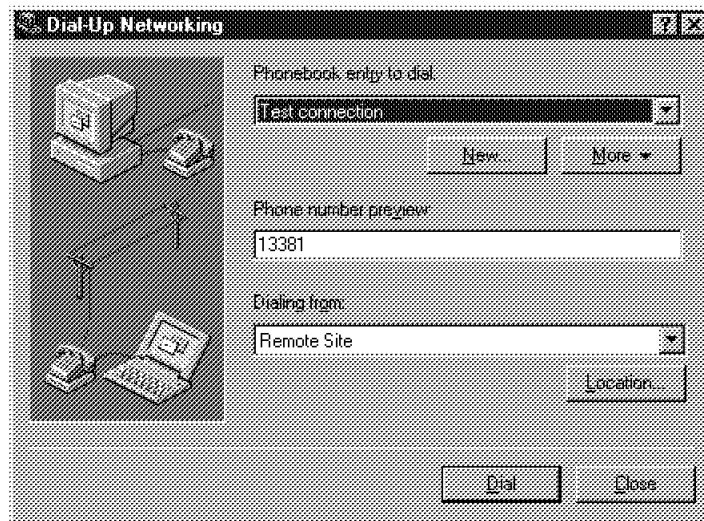 Dial-Up Networking
Phonebook entry to dial:
Test connection
New... More
Phone number preview:
13381
Dialing from:
Remote Site
Location...
Dial Close